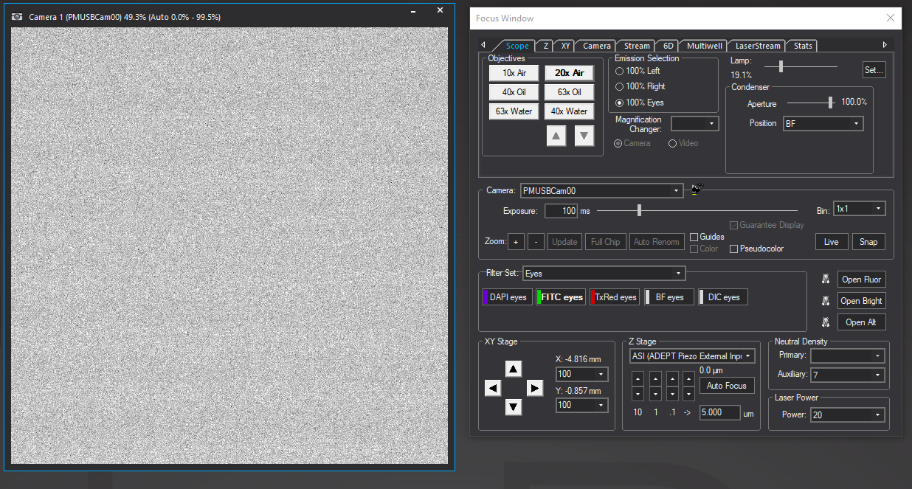 Camera 1 (PMUSBCam00) 49.3% (Auto 0.0% - 99.5%)
Focus Window
Scope Z XY Camera Stream 6D Multiwell LaserStream Stats
Objectives
10x Air 20x Air
40x Oil 63x Oil
63x Water 40x Water
Emission Selection
100% Left
100% Right
100% Eyes
Magnification
Changer:
Camera Video
Lamp:
19.1% Set...
Condenser
Aperture 100.0%
Position BF
Camera: PMUSBCam00
Exposure: 100 ms Bin: 1x1
Guarantee Display
Zoom: + - Update Full Chip Auto Renorm Guides Color Pseudocolor Live Snap
Filter Set: Eyes
DAPI eyes FITC eyes TxRed eyes BF eyes DIC eyes
Open Fluor
Open Bright
Open Alt
XY Stage
X: -4.816 mm
100
Y: -0.857 mm
100
Z Stage
ASI (ADEPT Piezo External Inpu
0.0 µm
Auto Focus
10 1 .1 -> 5.000 um
Neutral Density
Primary:
Auxiliary: 7
Laser Power
Power: 20